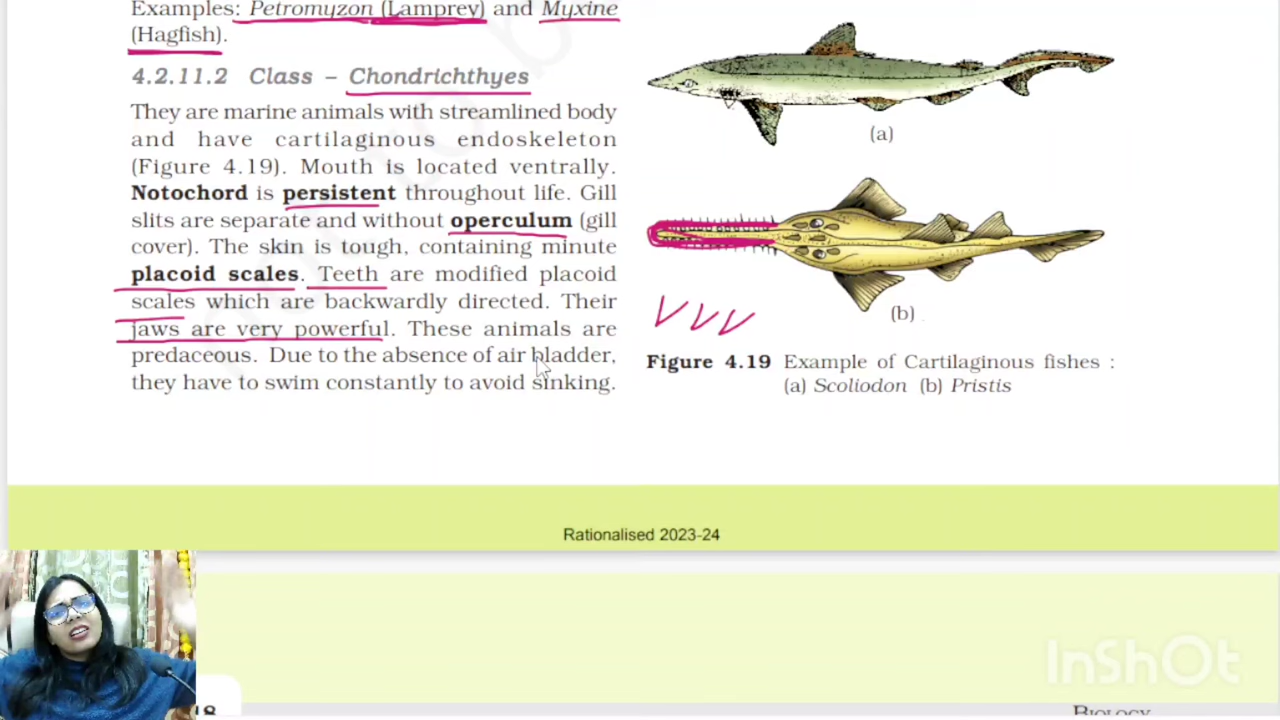 Examples: Petromyzon (Lamprey) and Myxine
(Hagfish).
4.2.11.2 Class – Chondrichthyes
They are marine animals with streamlined body
and have cartilaginous endoskeleton
(Figure 4.19). Mouth is located ventrally.
Notochord is persistent throughout life. Gill
slits are separate and without operculum (gill
cover). The skin is tough, containing minute
placoid scales. Teeth are modified placoid
scales which are backwardly directed. Their
jaws are very powerful. These animals are
predaceous. Due to the absence of air bladder,
they have to swim constantly to avoid sinking.
(a)
(b)
Figure 4.19 Example of Cartilaginous fishes :
(a) Scoliodon (b) Pristis
Rationalised 2023-24
InShOt
BIOLOGY